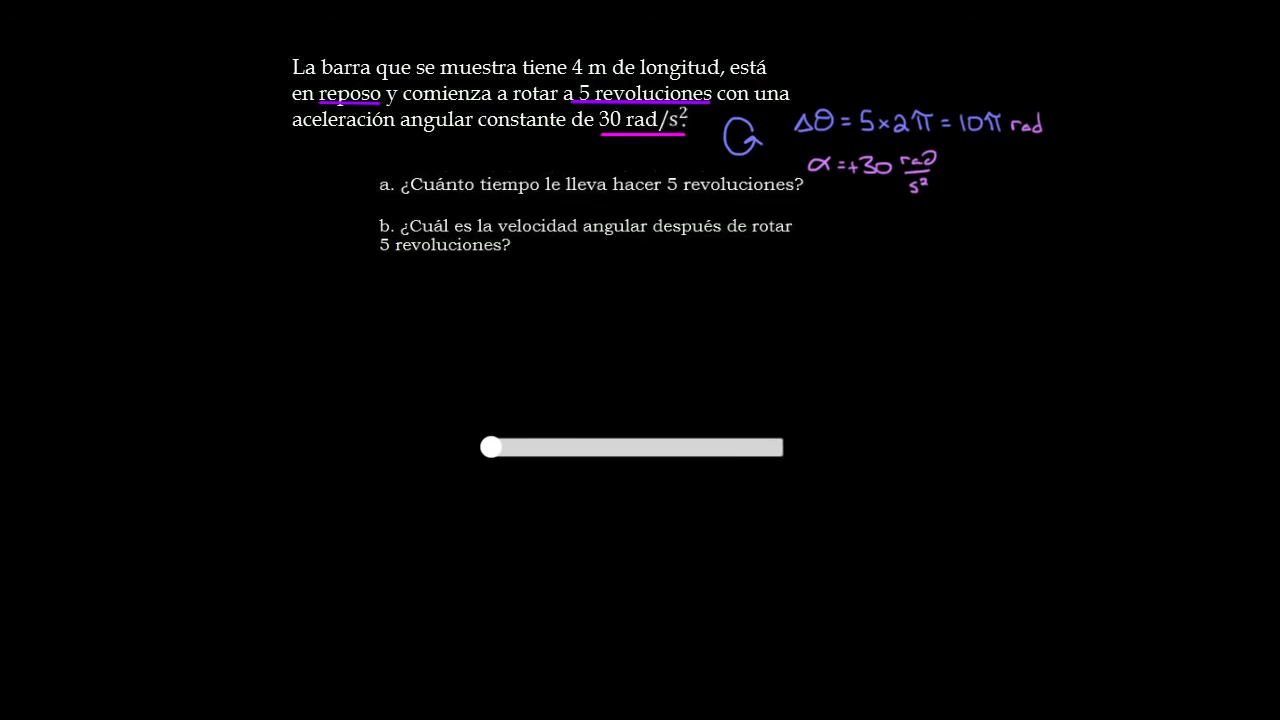 La barra que se muestra tiene 4 m de longitud, está
en reposo y comienza a rotar a 5 revoluciones con una
aceleración angular constante de 30 rad/s².
Δθ = 5×2π = 10π rad
α = +30 rad/s²
a. ¿Cuánto tiempo le lleva hacer 5 revoluciones?
b. ¿Cuál es la velocidad angular después de rotar
5 revoluciones?